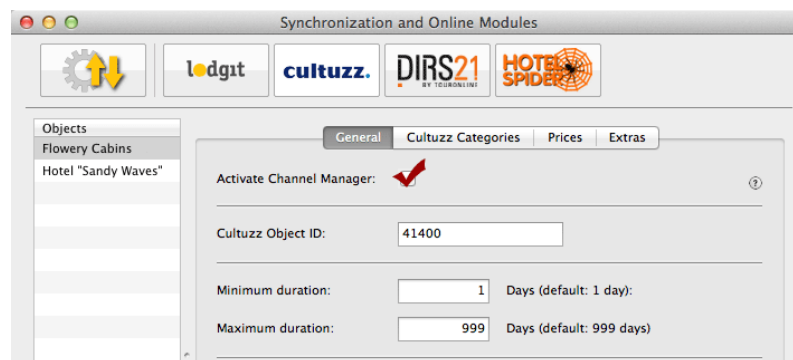 Synchronization and Online Modules
lodgit
cultuzz.
DIRS21
BY TOURONLINE
HOTEL
SPIDER
Objects
Flowery Cabins
Hotel "Sandy Waves"
General
Cultuzz Categories
Prices
Extras
Activate Channel Manager:
?
Cultuzz Object ID:
41400
Minimum duration:
1
Days (default: 1 day):
Maximum duration:
999
Days (default: 999 days)